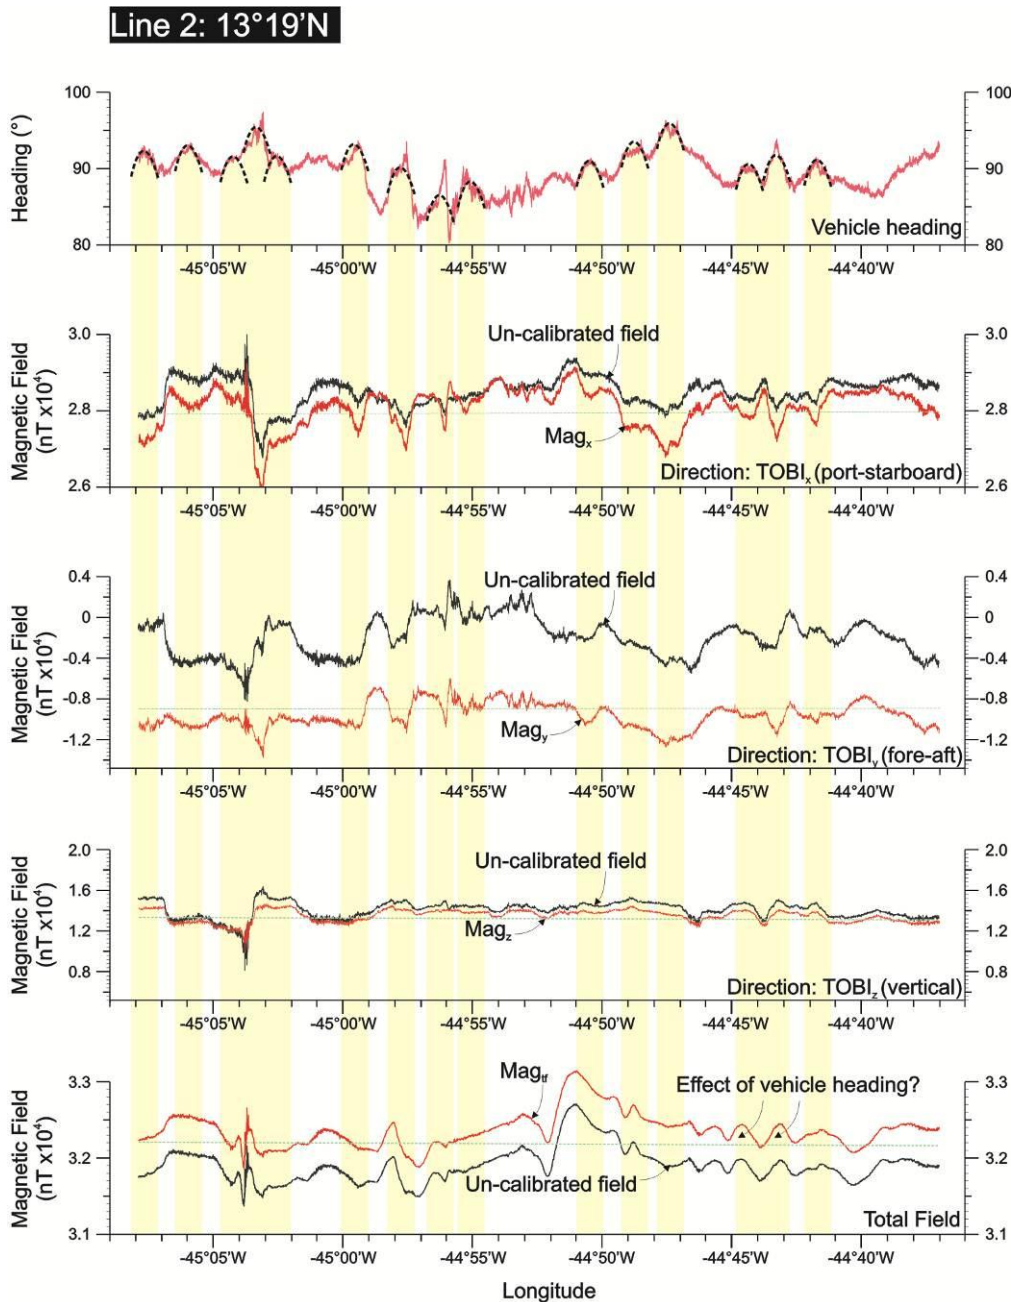 Line 2: 13°19'N
Heading (°)
100
90
80
100
90
80
Vehicle heading
-45°05'W -45°00'W -44°55'W -44°50'W -44°45'W -44°40'W
Magnetic Field
(nT x10⁴)
3.0
2.8
2.6
3.0
2.8
2.6
Un-calibrated field
Magₓ
Direction: TOBIₓ (port-starboard)
-45°05'W -45°00'W -44°55'W -44°50'W -44°45'W -44°40'W
Magnetic Field
(nT x10⁴)
0.4
0
-0.4
-0.8
-1.2
0.4
0
-0.4
-0.8
-1.2
Un-calibrated field
Mag_y
Direction: TOBI_y (fore-aft)
-45°05'W -45°00'W -44°55'W -44°50'W -44°45'W -44°40'W
Magnetic Field
(nT x10⁴)
2.0
1.6
1.2
0.8
2.0
1.6
1.2
0.8
Un-calibrated field
Mag_z
Direction: TOBI_z (vertical)
-45°05'W -45°00'W -44°55'W -44°50'W -44°45'W -44°40'W
Magnetic Field
(nT x10⁴)
3.3
3.2
3.1
3.3
3.2
3.1
Mag_tf
Effect of vehicle heading?
Un-calibrated field
Total Field
-45°05'W -45°00'W -44°55'W -44°50'W -44°45'W -44°40'W
Longitude